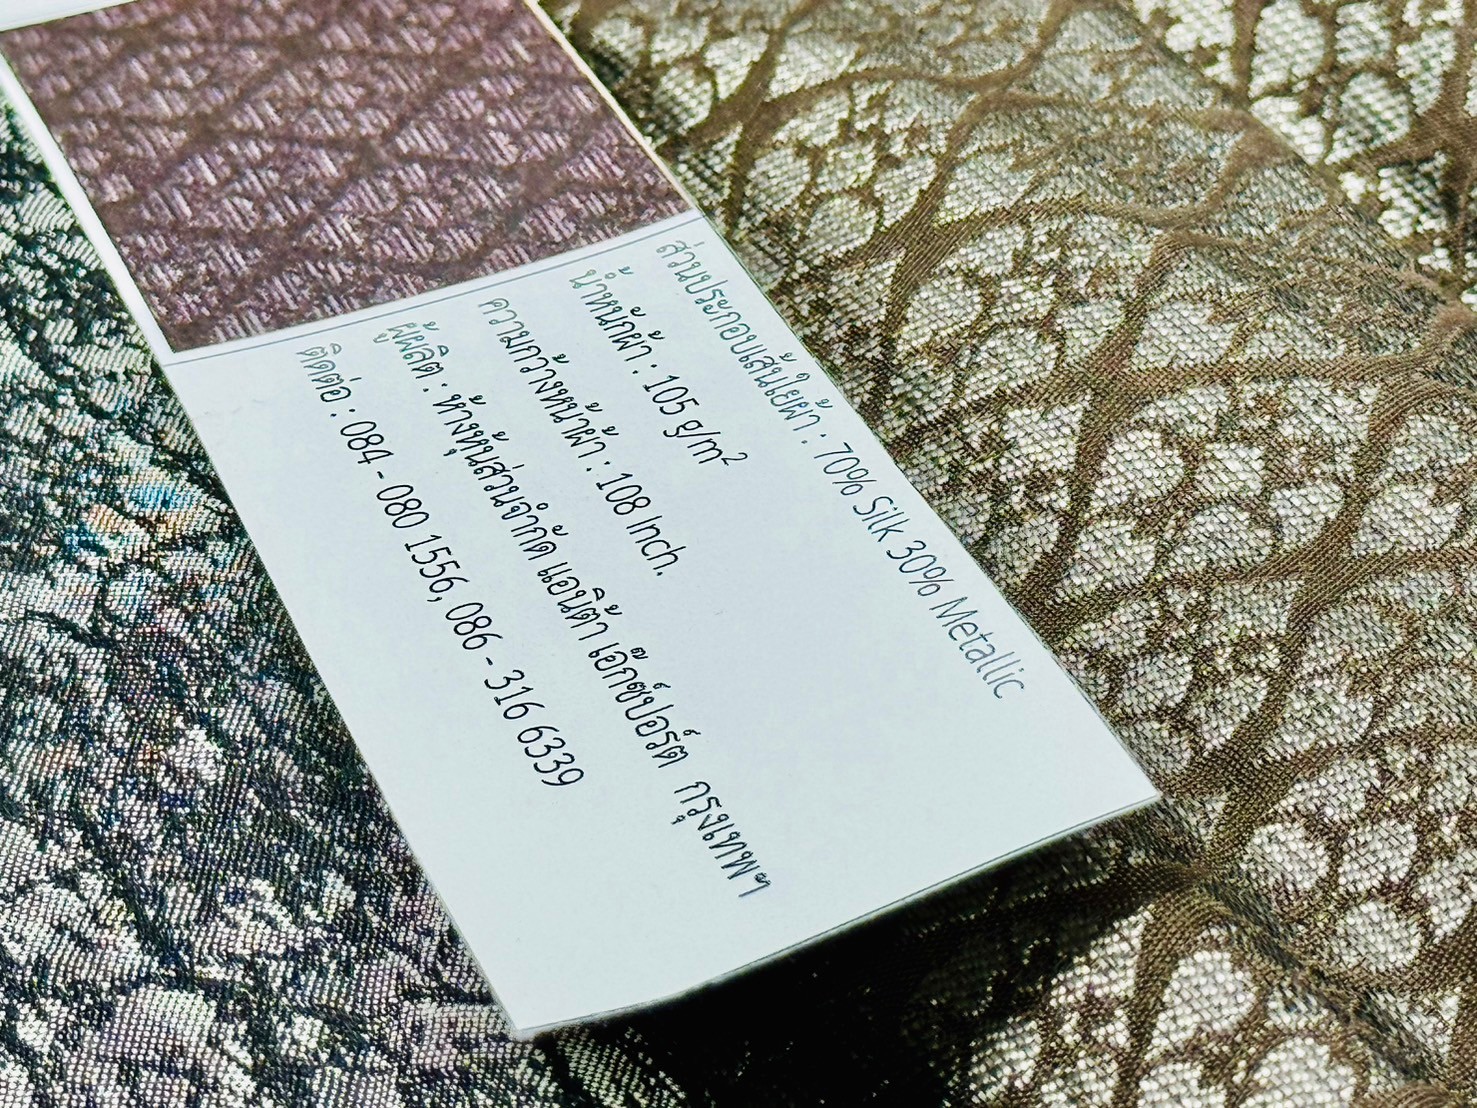 ส่วนประกอบเส้นใยผ้า : 70% Silk 30% Metallic
น้ำหนักผ้า : 105 g/m²
ความกว้างหน้าผ้า : 108 Inch.
ผู้ผลิต : ห้างหุ้นส่วนจำกัด แอนิต้า เอ๊กซปอร์ต กรุงเทพฯ
ติดต่อ : 084 - 080 1556, 086 - 316 6339